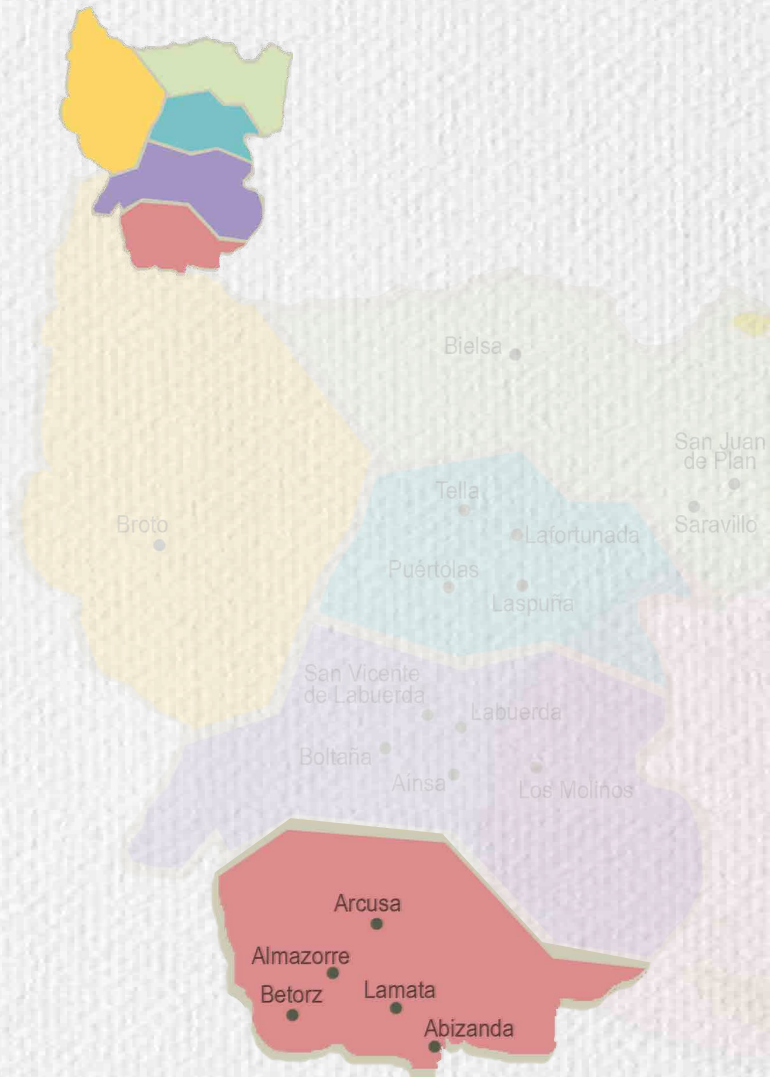 Bielsa
San Juan
de Plan
Tella
Saravillo
Broto
Lafortunada
Puértolas
Laspuña
San Vicente
de Labuerda
Labuerda
Boltaña
Ainsa
Los Molinos
Arcusa
Almazorre
Betorz
Lamata
Abizanda